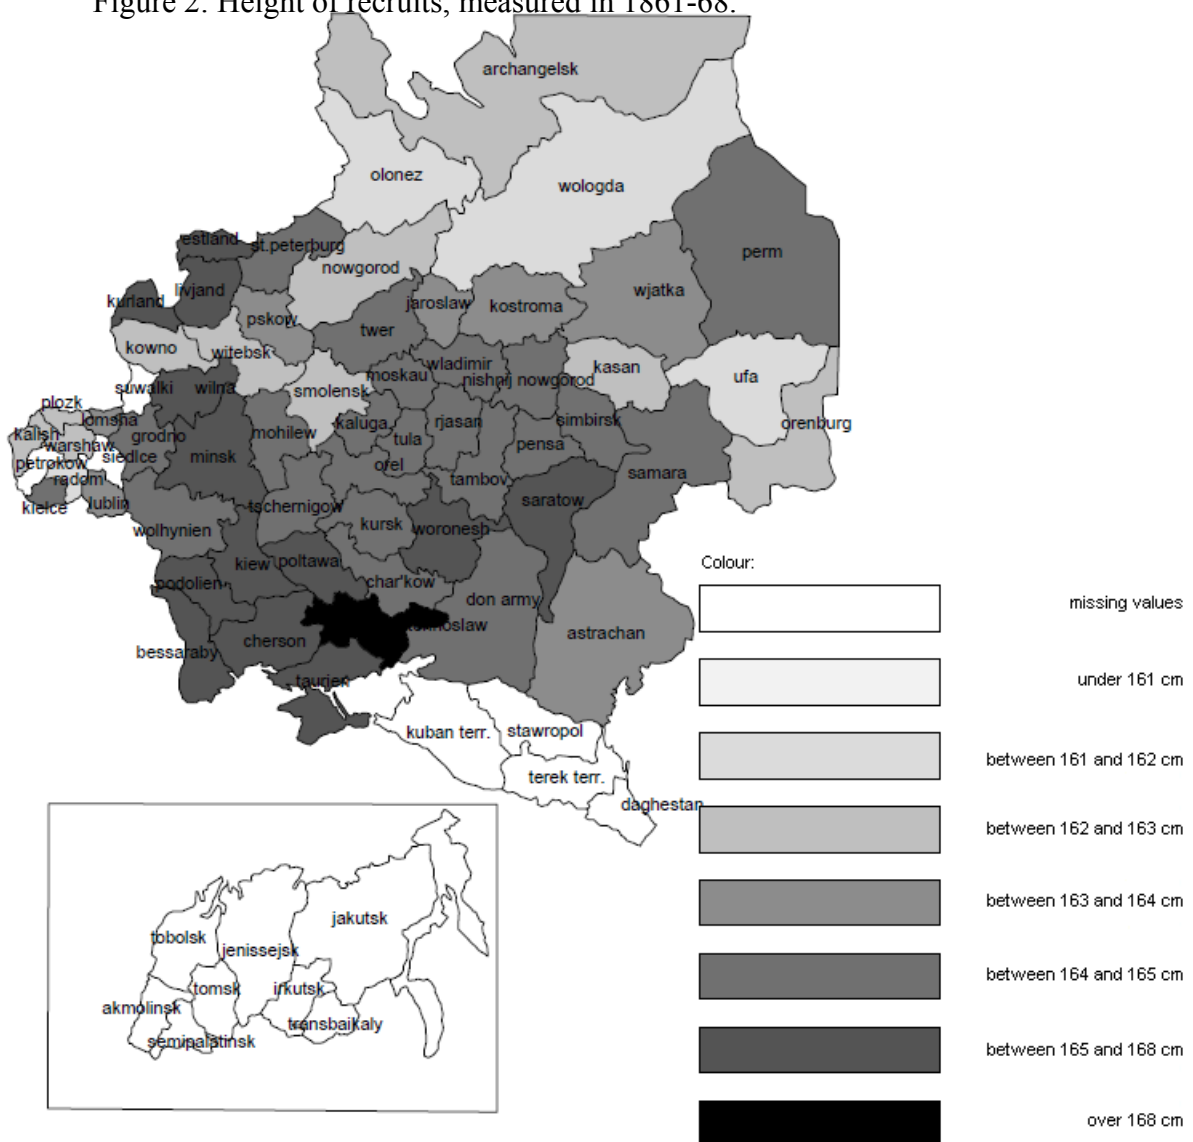 Figure 2: Height of recruits, measured in 1861-68.
archangelsk
olonez
wologda
estland
st.peterburg
perm
nowgorod
livjand
kurland
jaroslaw
kostroma
wjatka
pskow
twer
kowno
witebsk
wladimir
kasan
moskau
nishnij nowgorod
ufa
suwalki
wilna
smolensk
plozk
lomsha
kaluga
rjasan
simbirsk
orenburg
kalish
grodno
mohilew
tula
pensa
warshaw
siedlce
minsk
petrokow
orel
samara
radom
tambov
kielce
lublin
tschernigow
saratow
wolhynien
kursk
woronesh
kiew
poltawa
podolien
char'kow
don army
cherson
astrachan
bessaraby
taurien
kuban terr.
stawropol
terek terr.
daghestan
Colour:
missing values
under 161 cm
between 161 and 162 cm
between 162 and 163 cm
between 163 and 164 cm
between 164 and 165 cm
between 165 and 168 cm
over 168 cm
jakutsk
tobolsk
jenissejsk
tomsk
irkutsk
akmolinsk
transbaikaly
semipalatinsk